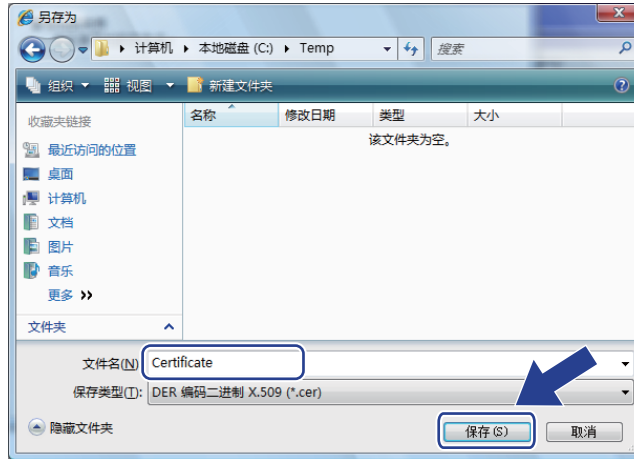 另存为
计算机 本地磁盘 (C:) Temp 搜索
组织 视图 新建文件夹
收藏夹链接
最近访问的位置
桌面
计算机
文档
图片
音乐
更多 >>
文件夹
名称 修改日期 类型 大小
该文件夹为空。
文件名(N) Certificate
保存类型(T): DER 编码二进制 X.509 (*.cer)
隐藏文件夹 保存(S) 取消